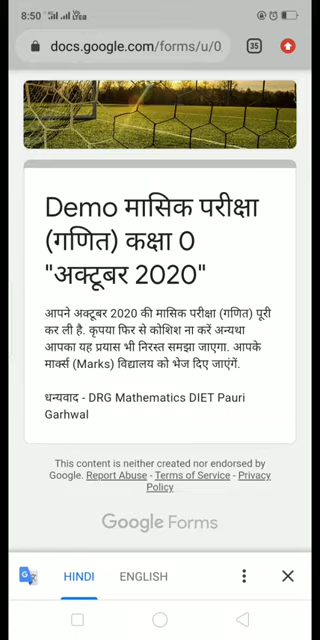 8:50
docs.google.com/forms/u/0
35
Demo मासिक परीक्षा
(गणित) कक्षा 0
"अक्टूबर 2020"
आपने अक्टूबर 2020 की मासिक परीक्षा (गणित) पूरी
कर ली है. कृपया फिर से कोशिश ना करें अन्यथा
आपका यह प्रयास भी निरस्त समझा जाएगा. आपके
मार्क्स (Marks) विद्यालय को भेज दिए जाएंगें.
धन्यवाद - DRG Mathematics DIET Pauri
Garhwal
This content is neither created nor endorsed by
Google. Report Abuse - Terms of Service - Privacy
Policy
Google Forms
HINDI ENGLISH